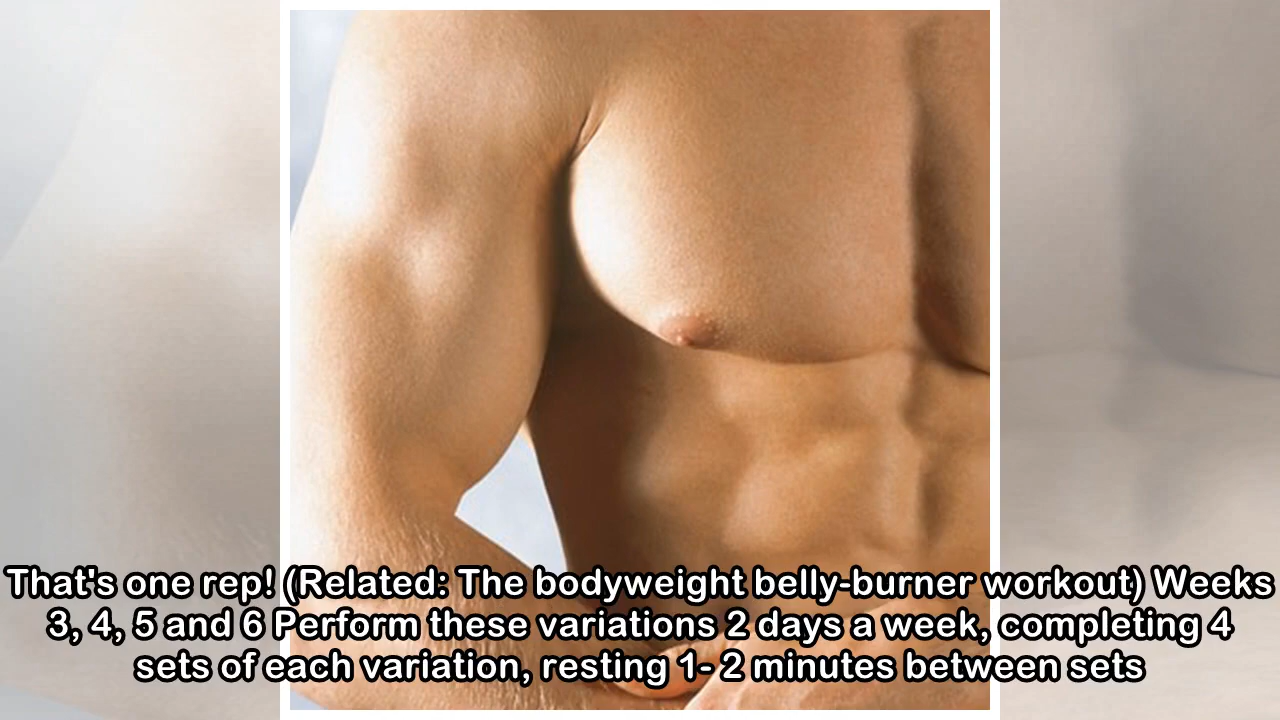 That's one rep! (Related: The bodyweight belly-burner workout) Weeks
3, 4, 5 and 6 Perform these variations 2 days a week, completing 4
sets of each variation, resting 1- 2 minutes between sets